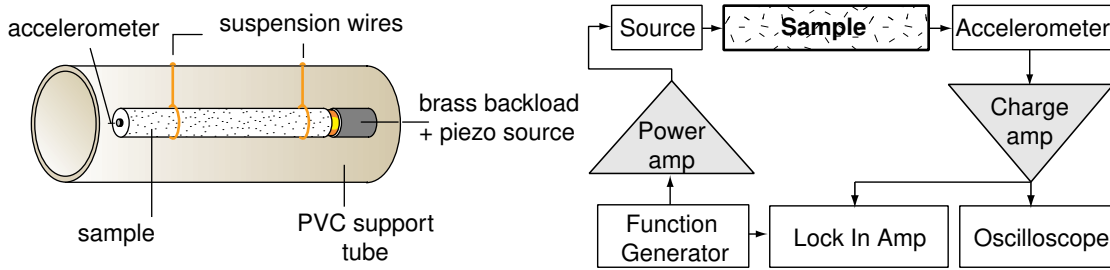 accelerometer
suspension wires
brass backload
+ piezo source
sample
PVC support
tube
Source
Sample
Accelerometer
Power
amp
Charge
amp
Function
Generator
Lock In Amp
Oscilloscope